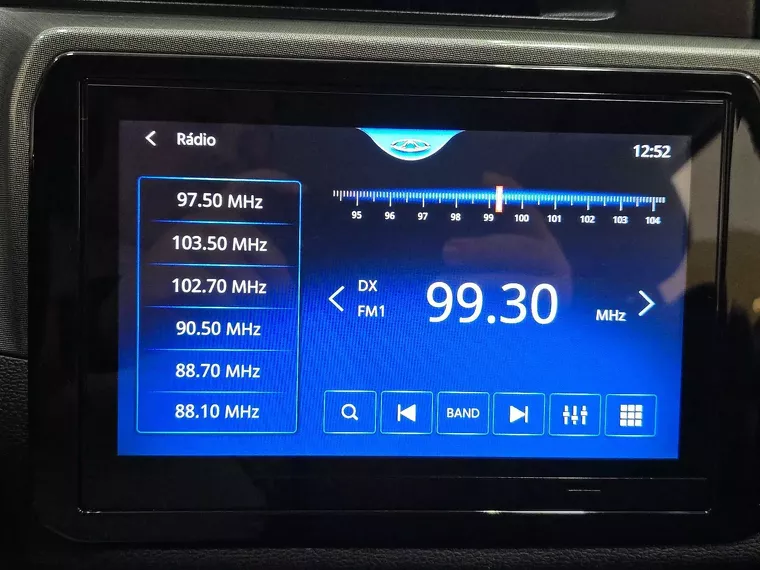 Rádio
12:52
97.50 MHz
103.50 MHz
102.70 MHz
90.50 MHz
88.70 MHz
88.10 MHz
95 96 97 98 99 100 101 102 103 104
DX
FM1
99.30 MHz
BAND